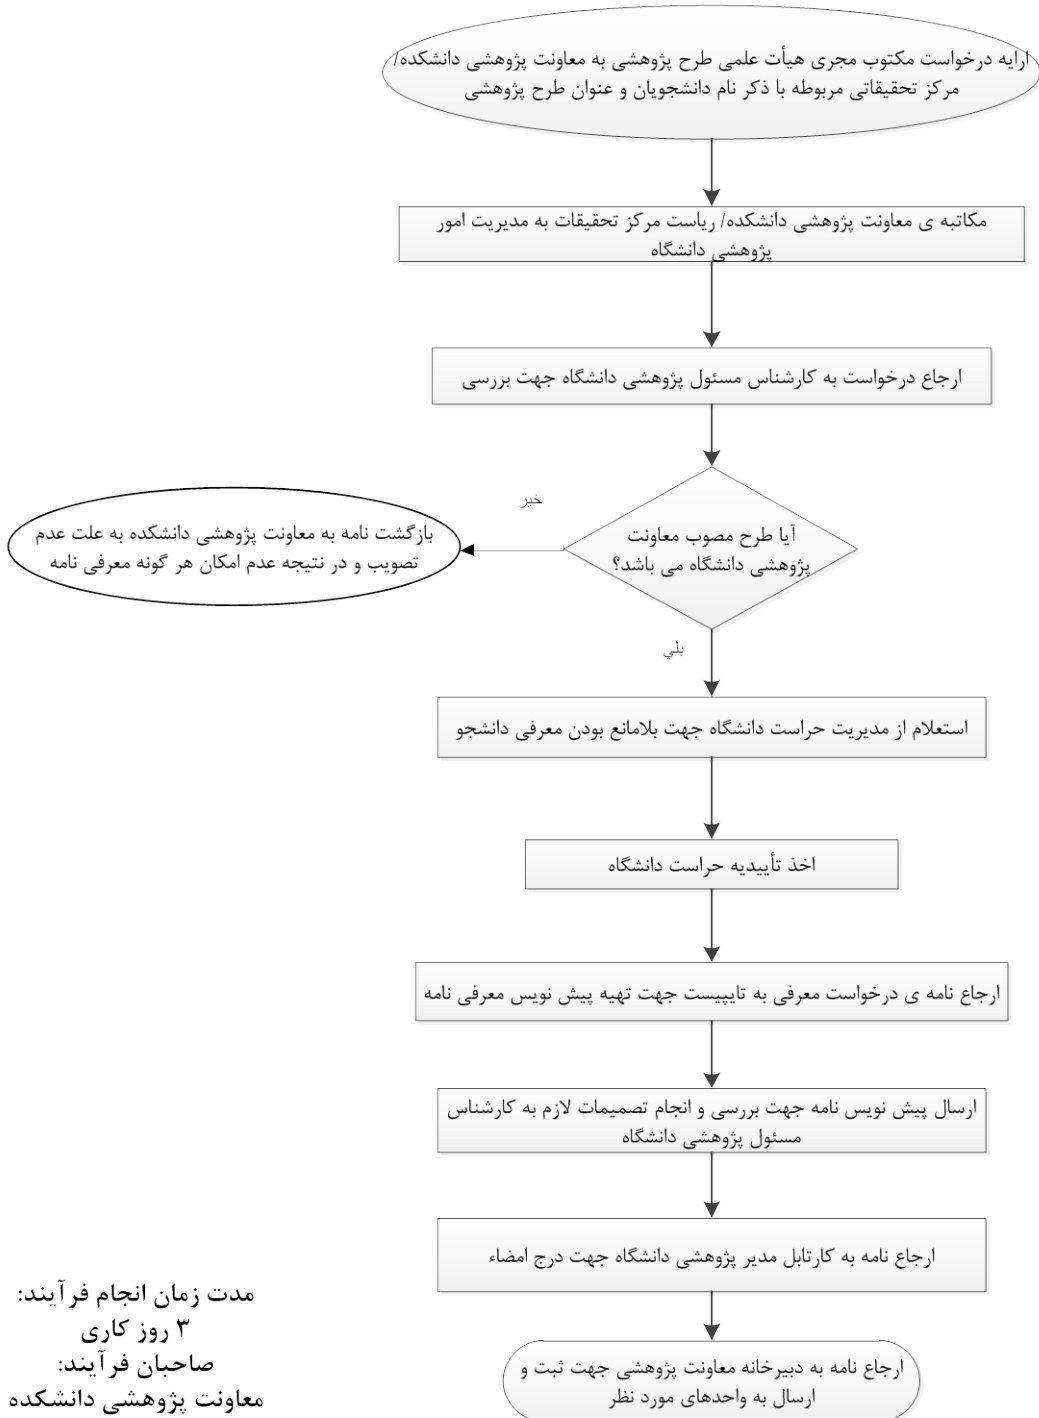 ارایه درخواست مکتوب مجری هیأت علمی طرح پژوهشی به معاونت پژوهشی دانشکده/
مرکز تحقیقاتی مربوطه با ذکر نام دانشجویان و عنوان طرح پژوهشی
مکاتبه ی معاونت پژوهشی دانشکده/ ریاست مرکز تحقیقات به مدیریت امور
پژوهشی دانشگاه
ارجاع درخواست به کارشناس مسئول پژوهشی دانشگاه جهت بررسی
آیا طرح مصوب معاونت
پژوهشی دانشگاه می باشد؟
خیر
بازگشت نامه به معاونت پژوهشی دانشکده به علت عدم
تصویب و در نتیجه عدم امکان هر گونه معرفی نامه
بلي
استعلام از مدیریت حراست دانشگاه جهت بلامانع بودن معرفی دانشجو
اخذ تأییدیه حراست دانشگاه
ارجاع نامه ی درخواست معرفی به تایپیست جهت تهیه پیش نویس معرفی نامه
ارسال پیش نویس نامه جهت بررسی و انجام تصمیمات لازم به کارشناس
مسئول پژوهشی دانشگاه
ارجاع نامه به کارتابل مدیر پژوهشی دانشگاه جهت درج امضاء
ارجاع نامه به دبیرخانه معاونت پژوهشی جهت ثبت و
ارسال به واحدهای مورد نظر
مدت زمان انجام فرآیند:
۳ روز کاری
صاحبان فرآیند:
معاونت پژوهشی دانشکده